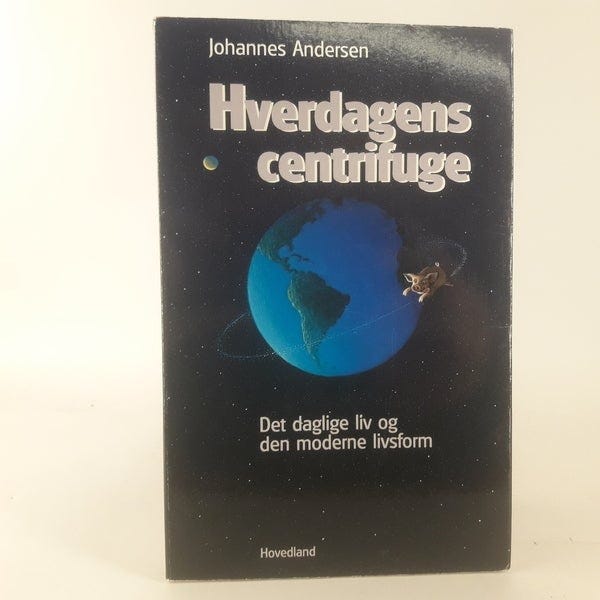 Johannes Andersen
Hverdagens
centrifuge
Det daglige liv og
den moderne livsform
Hovedland